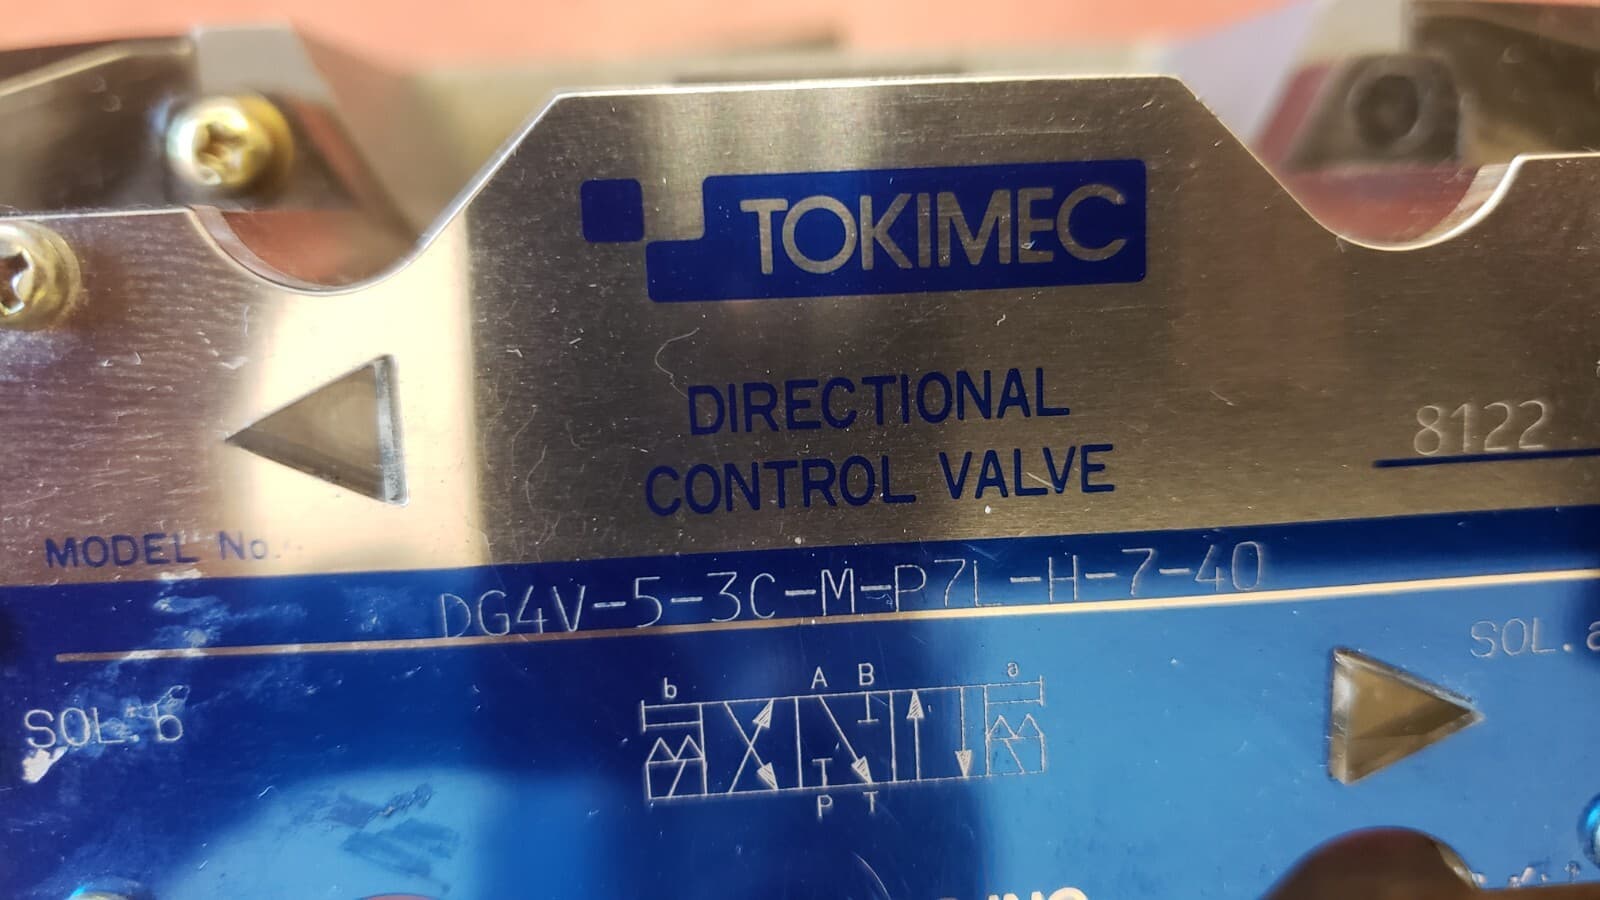 TOKIMEC
DIRECTIONAL
CONTROL VALVE
8122
MODEL No.
DG4V-5-3C-M-P7L-H-7-40
SOL. b
SOL. a
b A B a
P T